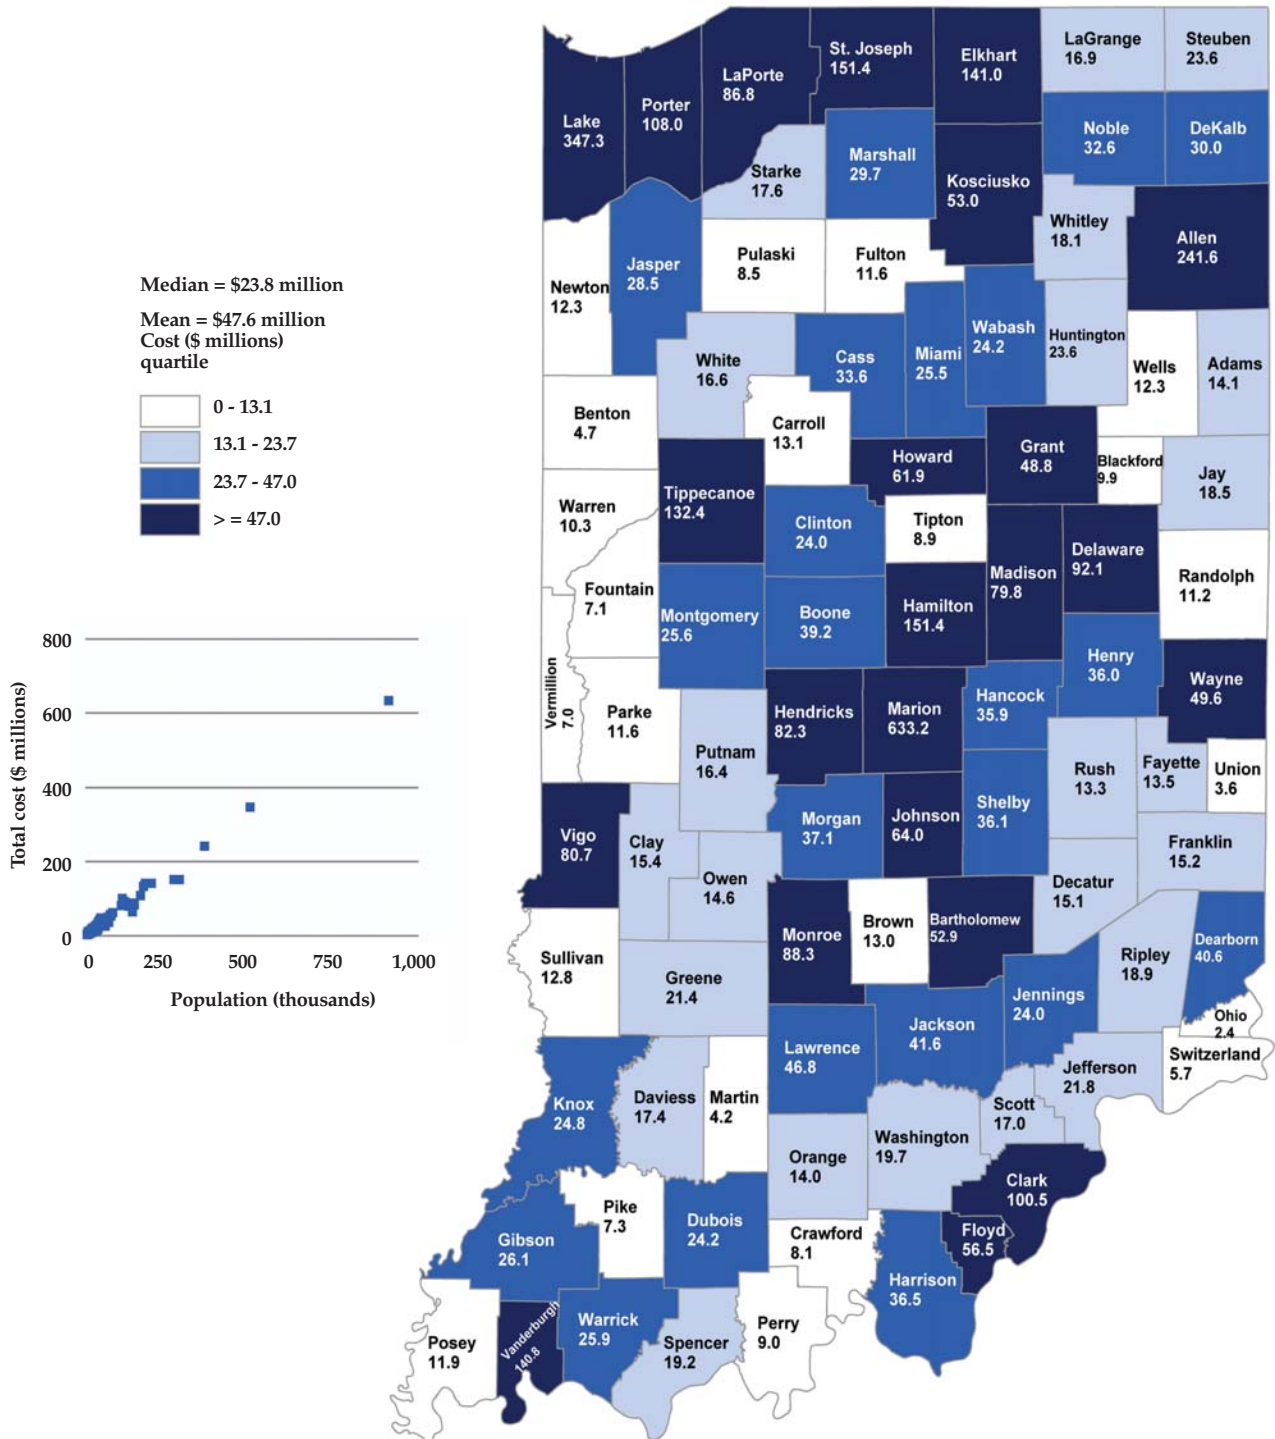 Median = $23.8 million
Mean = $47.6 million
Cost ($ millions)
quartile
0 - 13.1
13.1 - 23.7
23.7 - 47.0
> = 47.0
Total cost ($ millions)
800
600
400
200
0
0 250 500 750 1,000
Population (thousands)
Lake
347.3
Porter
108.0
LaPorte
86.8
St. Joseph
151.4
Elkhart
141.0
LaGrange
16.9
Steuben
23.6
Noble
32.6
DeKalb
30.0
Starke
17.6
Marshall
29.7
Kosciusko
53.0
Whitley
18.1
Allen
241.6
Newton
12.3
Jasper
28.5
Pulaski
8.5
Fulton
11.6
Wabash
24.2
Huntington
23.6
Wells
12.3
Adams
14.1
White
16.6
Cass
33.6
Miami
25.5
Benton
4.7
Carroll
13.1
Howard
61.9
Grant
48.8
Blackford
9.9
Jay
18.5
Warren
10.3
Tippecanoe
132.4
Clinton
24.0
Tipton
8.9
Madison
79.8
Delaware
92.1
Randolph
11.2
Fountain
7.1
Montgomery
25.6
Boone
39.2
Hamilton
151.4
Henry
36.0
Wayne
49.6
Vermillion
7.0
Parke
11.6
Putnam
16.4
Hendricks
82.3
Marion
633.2
Hancock
35.9
Rush
13.3
Fayette
13.5
Union
3.6
Vigo
80.7
Clay
15.4
Morgan
37.1
Johnson
64.0
Shelby
36.1
Franklin
15.2
Owen
14.6
Decatur
15.1
Sullivan
12.8
Greene
21.4
Monroe
88.3
Brown
13.0
Bartholomew
52.9
Ripley
18.9
Dearborn
40.6
Jennings
24.0
Ohio
2.4
Lawrence
46.8
Jackson
41.6
Jefferson
21.8
Switzerland
5.7
Knox
24.8
Daviess
17.4
Martin
4.2
Scott
17.0
Orange
14.0
Washington
19.7
Clark
100.5
Gibson
26.1
Pike
7.3
Dubois
24.2
Crawford
8.1
Floyd
56.5
Harrison
36.5
Posey
11.9
Vanderburgh
140.8
Warrick
25.9
Spencer
19.2
Perry
9.0